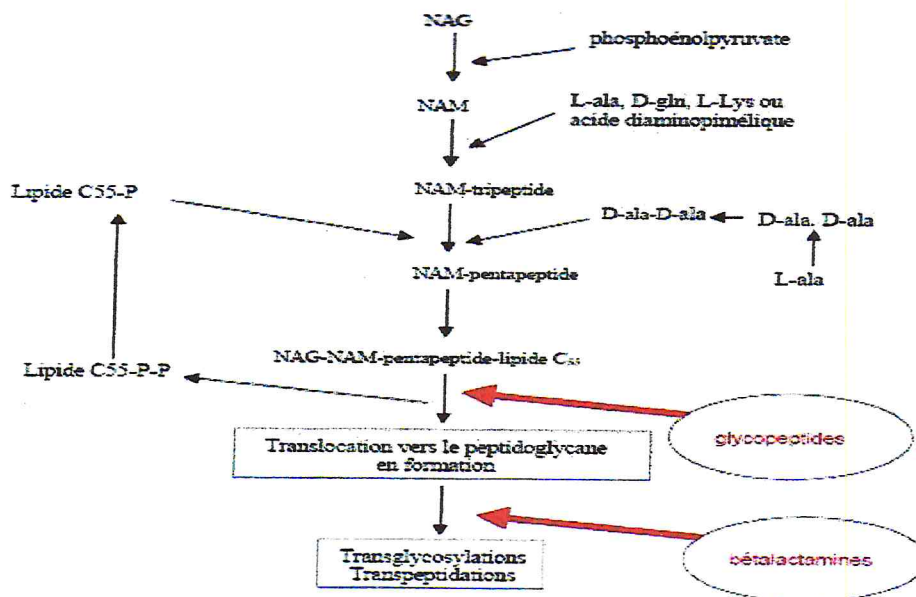 NAG
phosphoénolpyruvate
NAM
L-ala, D-gln, L-Lys ou
acide diaminopimélique
Lipide C55-P
NAM-tripeptide
D-ala-D-ala
D-ala. D-ala
L-ala
NAM-pentapeptide
NAG-NAM-pentapeptide-lipide C₅₅
Lipide C55-P-P
glycopeptides
Translocation vers le peptidoglycane
en formation
bétalactamines
Transglycosylations
Transpeptidations